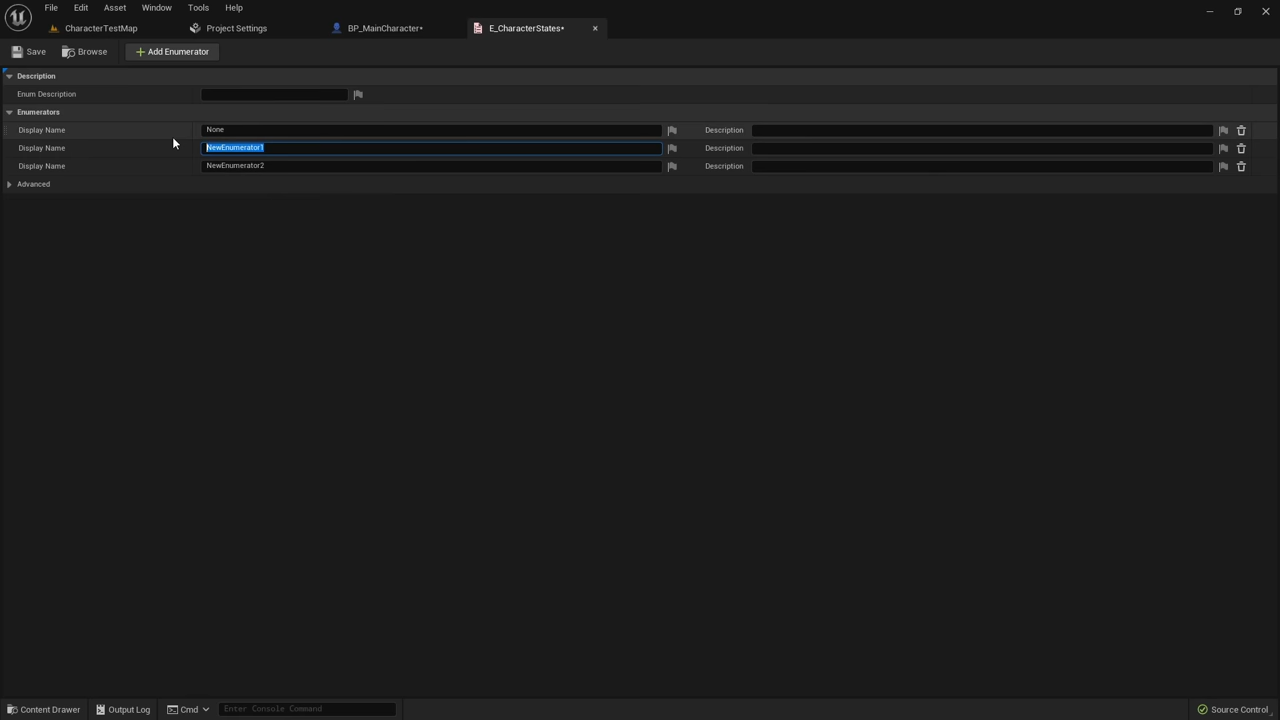 File Edit Asset Window Tools Help
CharacterTestMap Project Settings BP_MainCharacter• E_CharacterStates•
Save Browse Add Enumerator
Description
Enum Description
Enumerators
Display Name None Description
Display Name NewEnumerator1 Description
Display Name NewEnumerator2 Description
Advanced
Content Drawer Output Log Cmd Enter Console Command Source Control